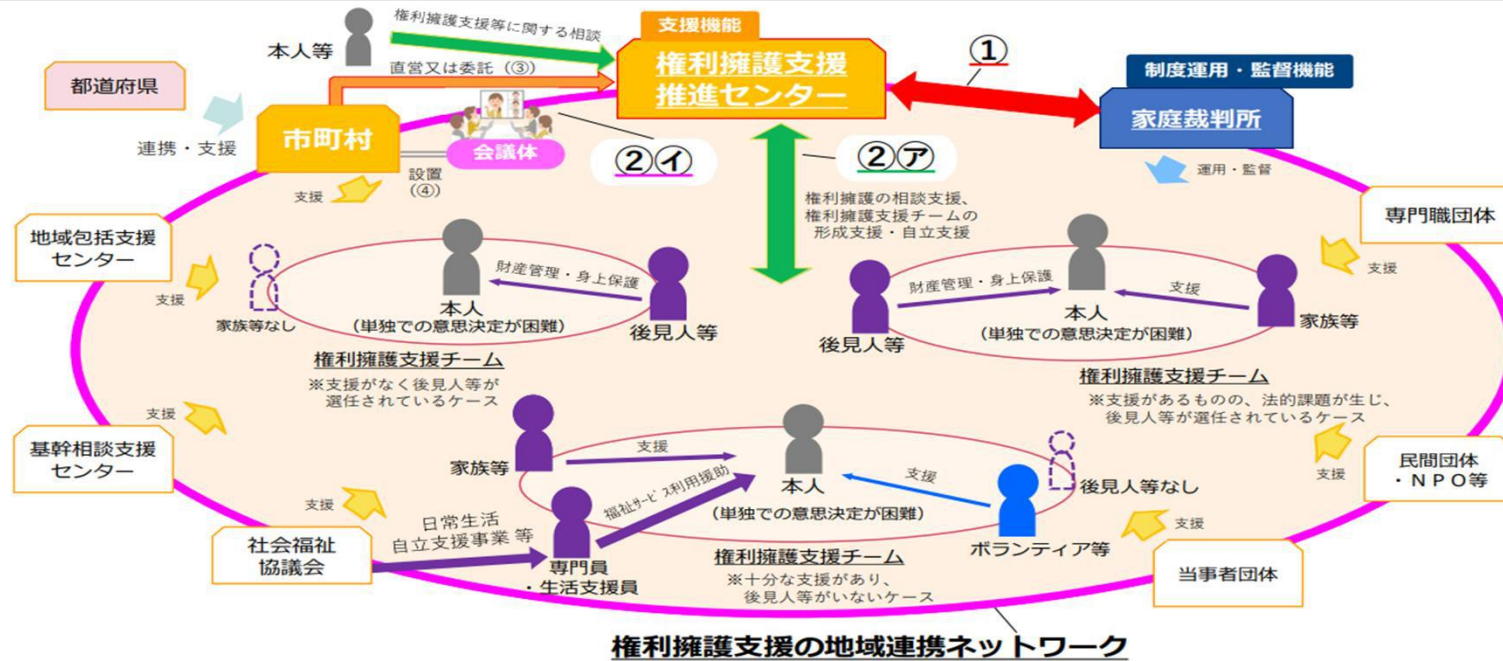 権利擁護支援等に関する相談
本人等
支援機能
権利擁護支援
推進センター
①
制度運用・監督機能
家庭裁判所
都道府県
直営又は委託(③)
市町村
連携・支援
会議体
設置
(④)
②イ
②ア
運用・監督
支援
権利擁護の相談支援、
権利擁護支援チームの
形成支援・自立支援
専門職団体
支援
地域包括支援
センター
支援
家族等なし
財産管理・身上保護
本人
(単独での意思決定が困難)
後見人等
権利擁護支援チーム
※支援がなく後見人等が
選任されているケース
財産管理・身上保護
支援
後見人等
本人
(単独での意思決定が困難)
家族等
権利擁護支援チーム
※支援があるものの、法的課題が生じ、
後見人等が選任されているケース
支援
基幹相談支援
センター
家族等
支援
本人
(単独での意思決定が困難)
支援
後見人等なし
支援
民間団体
・NPO等
支援
日常生活
自立支援事業 等
福祉サービス利用援助
社会福祉
協議会
専門員
・生活支援員
ボランティア等
支援
権利擁護支援チーム
※十分な支援があり、
後見人等がいないケース
当事者団体
権利擁護支援の地域連携ネットワーク